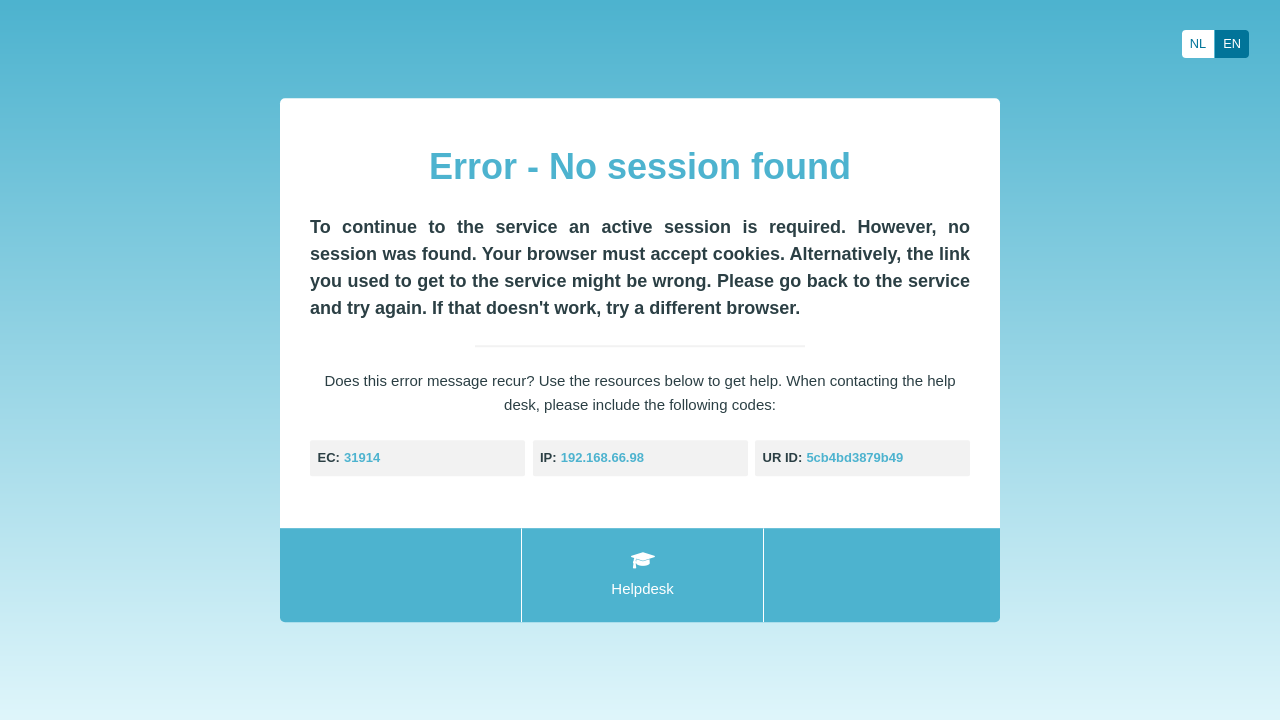 NL EN
Error - No session found
To continue to the service an active session is required. However, no
session was found. Your browser must accept cookies. Alternatively, the link
you used to get to the service might be wrong. Please go back to the service
and try again. If that doesn't work, try a different browser.
Does this error message recur? Use the resources below to get help. When contacting the help
desk, please include the following codes:
EC: 31914 IP: 192.168.66.98 UR ID: 5cb4bd3879b49
Helpdesk